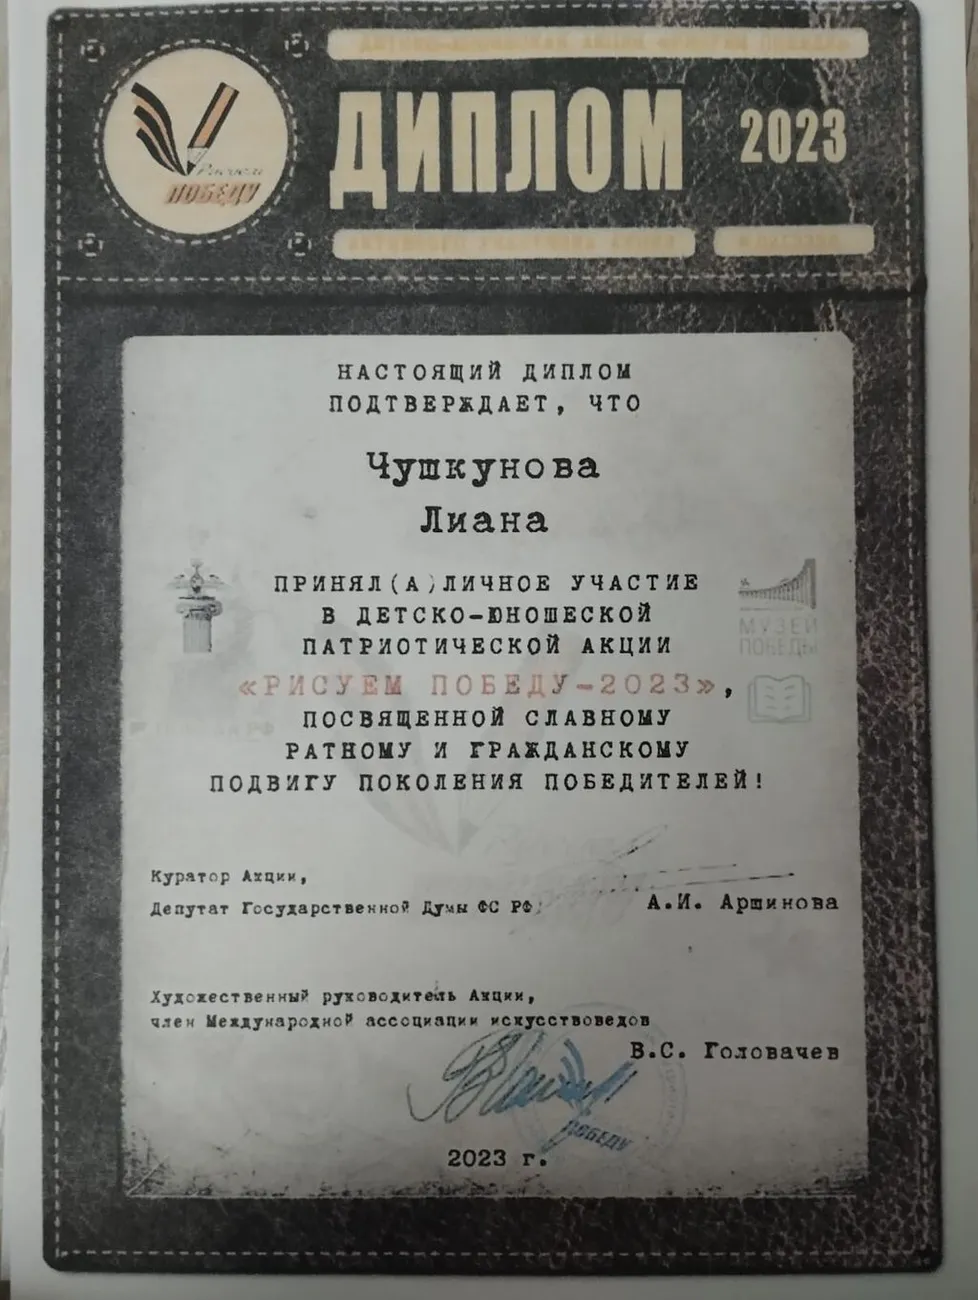 ДИПЛОМ 2023
Рисуем
ПОБЕДУ
НАСТОЯЩИЙ ДИПЛОМ
ПОДТВЕРЖДАЕТ, ЧТО
Чушкунова
Лиана
ПРИНЯЛ(А)ЛИЧНОЕ УЧАСТИЕ
В ДЕТСКО-ЮНОШЕСКОЙ
ПАТРИОТИЧЕСКОЙ АКЦИИ
МУЗЕЙ
ПОБЕДЫ
«РИСУЕМ ПОБЕДУ-2023»,
ПОСВЯЩЕННОЙ СЛАВНОМУ
РАТНОМУ И ГРАЖДАНСКОМУ
ПОДВИГУ ПОКОЛЕНИЯ ПОБЕДИТЕЛЕЙ!
Куратор Акции,
Депутат Государственной Думы ФС РФ,
А.И. Аршинова
Художественный руководитель Акции,
член Международной ассоциации искусствоведов
В.С. Головачев
ПОБЕДУ
2023 г.